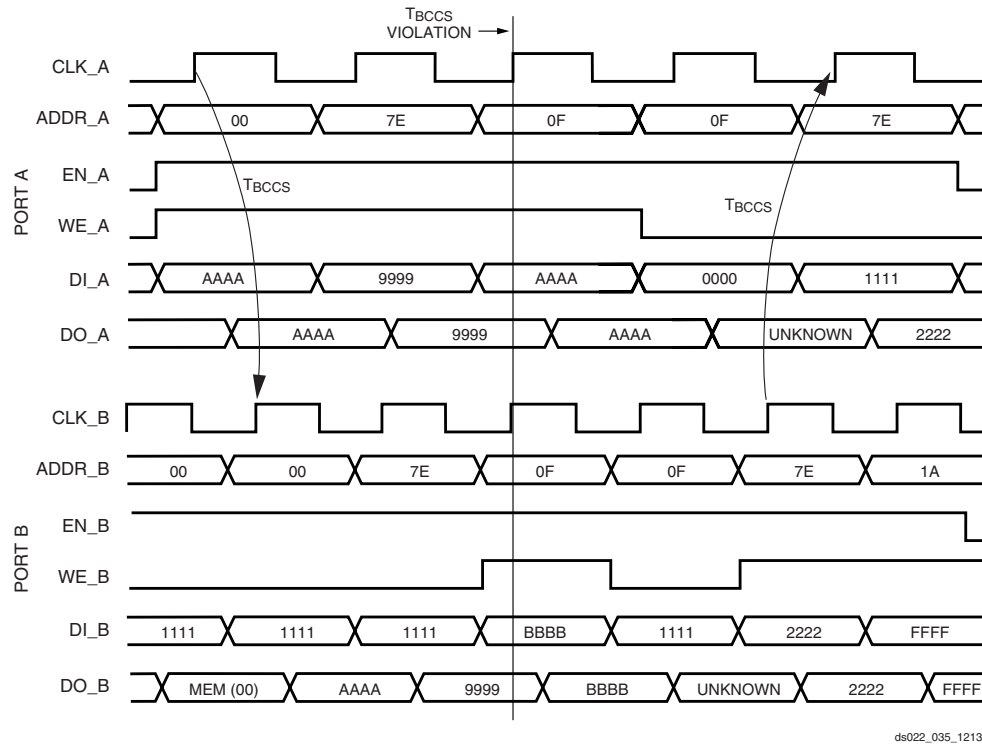 TBCCS
VIOLATION
CLK_A
ADDR_A 00 7E 0F 0F 7E
EN_A
TBCCS
TBCCS
PORT A
WE_A
DI_A AAAA 9999 AAAA 0000 1111
DO_A AAAA 9999 AAAA UNKNOWN 2222
CLK_B
ADDR_B 00 00 7E 0F 0F 7E 1A
EN_B
PORT B
WE_B
DI_B 1111 1111 1111 BBBB 1111 2222 FFFF
DO_B MEM (00) AAAA 9999 BBBB UNKNOWN 2222 FFFF
ds022_035_1213